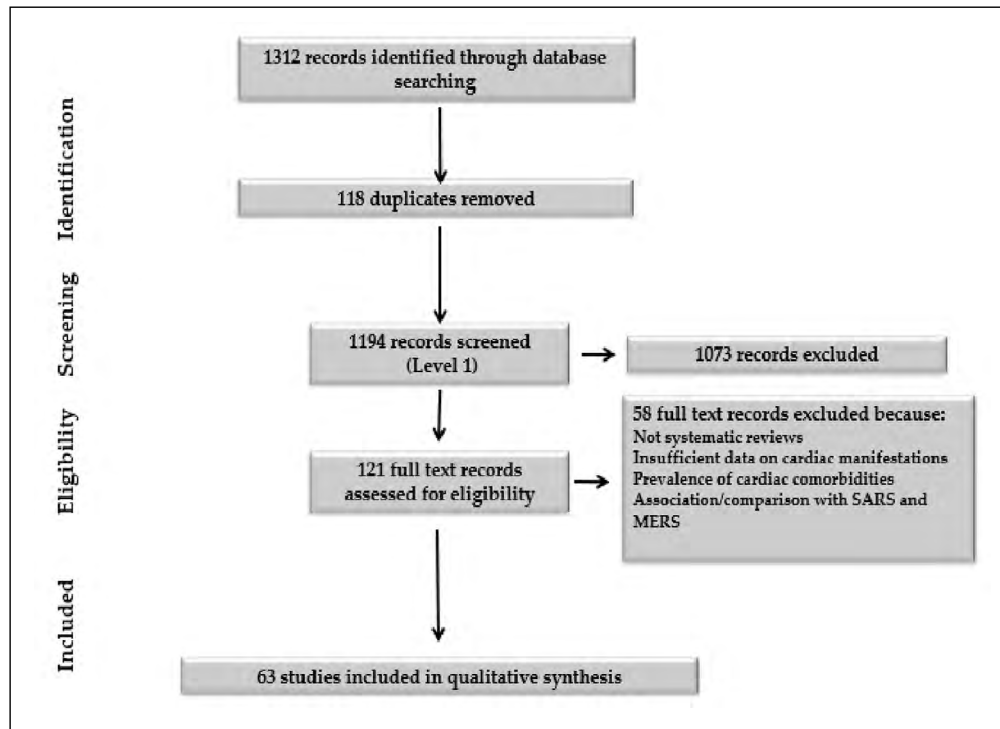 1312 records identified through database
searching
Identification
118 duplicates removed
Screening
1194 records screened
(Level 1)
1073 records excluded
Eligibility
121 full text records
assessed for eligibility
58 full text records excluded because:
Not systematic reviews
Insufficient data on cardiac manifestations
Prevalence of cardiac comorbidities
Association/comparison with SARS and
MERS
Included
63 studies included in qualitative synthesis